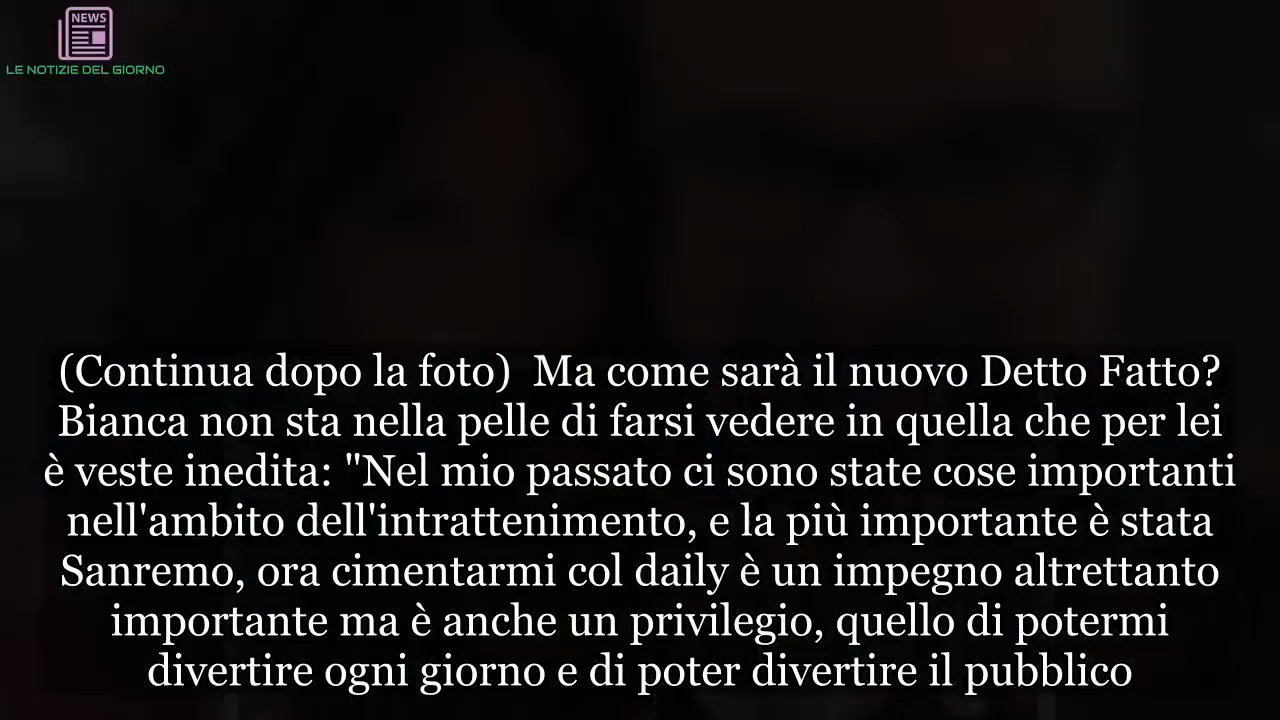 NEWS
LE NOTIZIE DEL GIORNO
(Continua dopo la foto)  Ma come sarà il nuovo Detto Fatto?
Bianca non sta nella pelle di farsi vedere in quella che per lei
è veste inedita: "Nel mio passato ci sono state cose importanti
nell'ambito dell'intrattenimento, e la più importante è stata
Sanremo, ora cimentarmi col daily è un impegno altrettanto
importante ma è anche un privilegio, quello di potermi
divertire ogni giorno e di poter divertire il pubblico